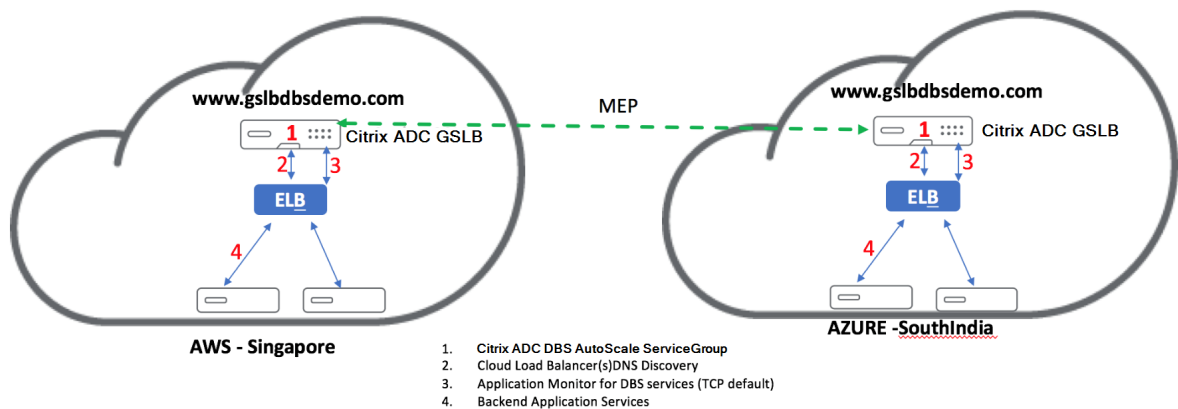 www.gslbdbsdemo.com
1
Citrix ADC GSLB
2
3
ELB
4
AWS - Singapore
MEP
www.gslbdbsdemo.com
1
Citrix ADC GSLB
2
3
ELB
4
AZURE -SouthIndia
1. Citrix ADC DBS AutoScale ServiceGroup
2. Cloud Load Balancer(s)DNS Discovery
3. Application Monitor for DBS services (TCP default)
4. Backend Application Services